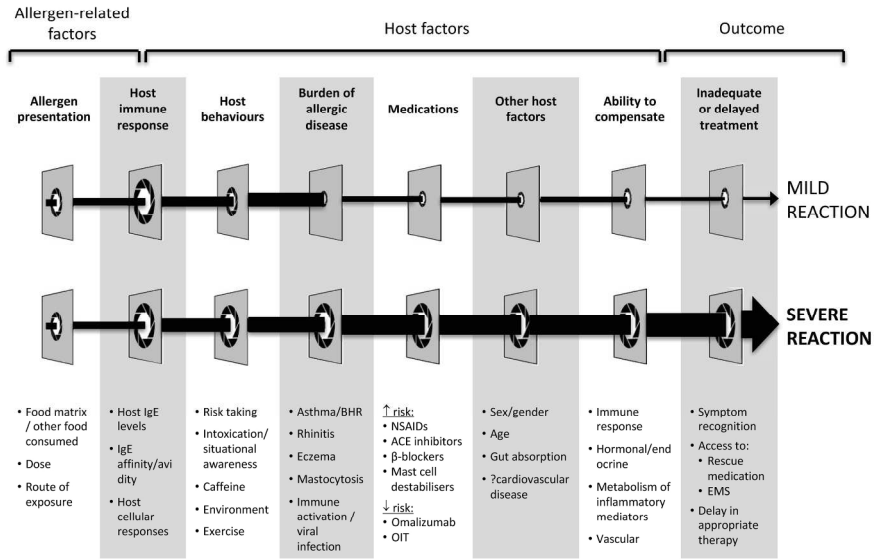 Allergen-related
factors
Host factors
Outcome
Allergen
presentation
Host
immune
response
Host
behaviours
Burden of
allergic
disease
Medications
Other host
factors
Ability to
compensate
Inadequate
or delayed
treatment
MILD
REACTION
SEVERE
REACTION
• Food matrix
/ other food
consumed
• Dose
• Route of
exposure
• Host IgE
levels
• IgE
affinity/avi
dity
• Host
cellular
responses
• Risk taking
• Intoxication/
situational
awareness
• Caffeine
• Environment
• Exercise
• Asthma/BHR
• Rhinitis
• Eczema
• Mastocytosis
• Immune
activation /
viral
infection
↑ risk:
• NSAIDs
• ACE inhibitors
• β-blockers
• Mast cell
destabilisers
↓ risk:
• Omalizumab
• OIT
• Sex/gender
• Age
• Gut absorption
• ?cardiovascular
disease
• Immune
response
• Hormonal/end
ocrine
• Metabolism of
inflammatory
mediators
• Vascular
• Symptom
recognition
• Access to:
• Rescue
medication
• EMS
• Delay in
appropriate
therapy